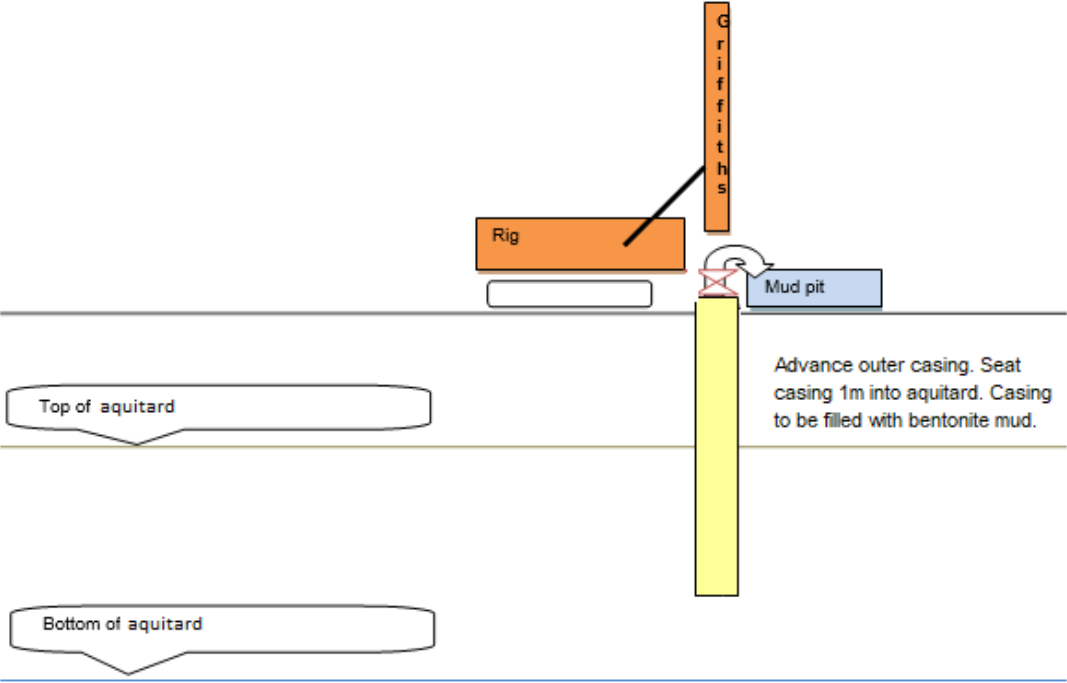 Griffiths
Rig
Mud pit
Advance outer casing. Seat
casing 1m into aquitard. Casing
to be filled with bentonite mud.
Top of aquitard
Bottom of aquitard